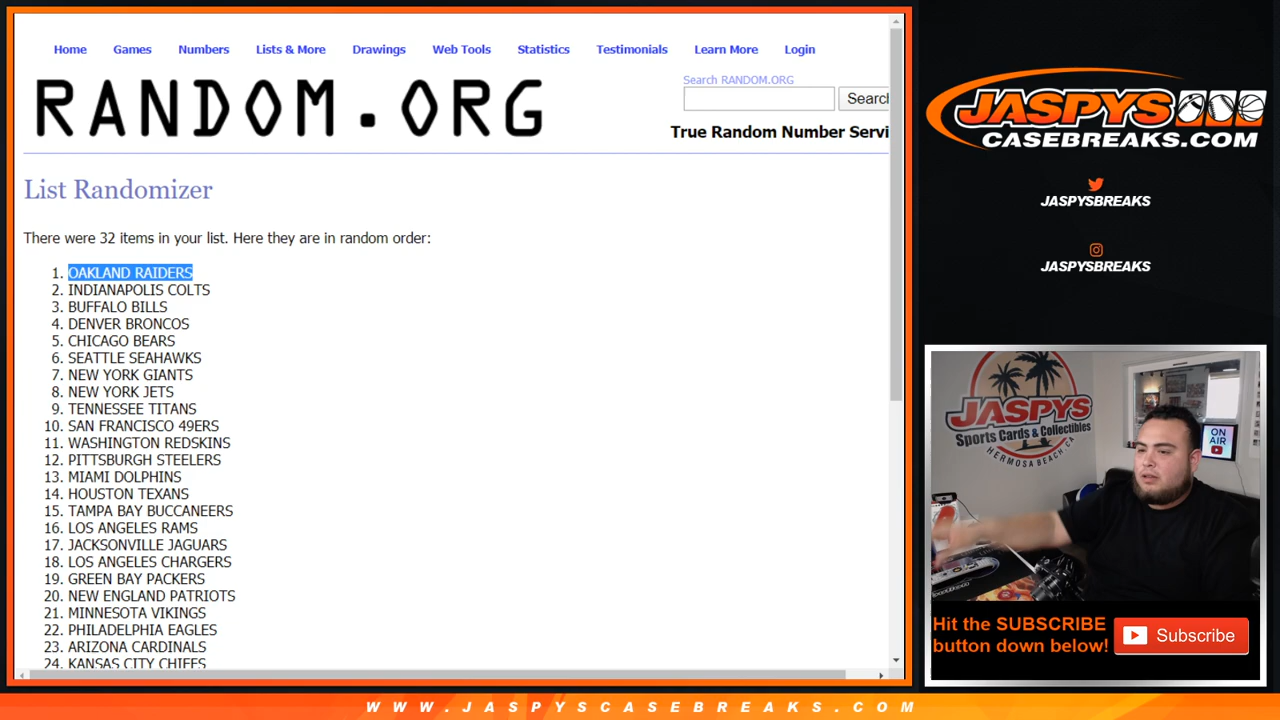 Home Games Numbers Lists & More Drawings Web Tools Statistics Testimonials Learn More Login
RANDOM.ORG
Search RANDOM.ORG
Search
True Random Number Servi
List Randomizer
There were 32 items in your list. Here they are in random order:
1. OAKLAND RAIDERS
2. INDIANAPOLIS COLTS
3. BUFFALO BILLS
4. DENVER BRONCOS
5. CHICAGO BEARS
6. SEATTLE SEAHAWKS
7. NEW YORK GIANTS
8. NEW YORK JETS
9. TENNESSEE TITANS
10. SAN FRANCISCO 49ERS
11. WASHINGTON REDSKINS
12. PITTSBURGH STEELERS
13. MIAMI DOLPHINS
14. HOUSTON TEXANS
15. TAMPA BAY BUCCANEERS
16. LOS ANGELES RAMS
17. JACKSONVILLE JAGUARS
18. LOS ANGELES CHARGERS
19. GREEN BAY PACKERS
20. NEW ENGLAND PATRIOTS
21. MINNESOTA VIKINGS
22. PHILADELPHIA EAGLES
23. ARIZONA CARDINALS
24. KANSAS CITY CHIEFS
JASPYS
CASEBREAKS.COM
JASPYSBREAKS
JASPYSBREAKS
JASPYS
Sports Cards & Collectibles
HERMOSA BEACH, CA
ON AIR
Hit the SUBSCRIBE
button down below!
Subscribe
WWW.JASPYSCASEBREAKS.COM